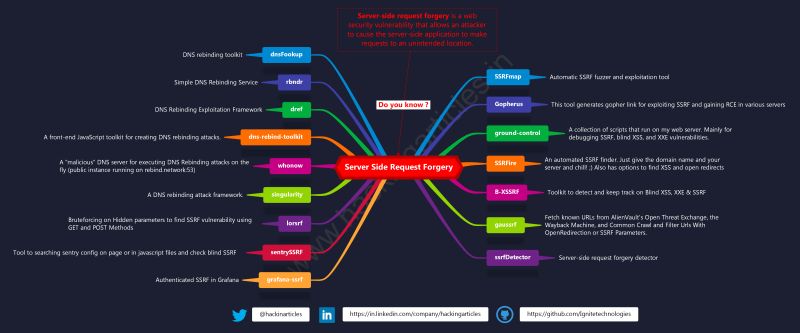 Server-side request forgery is a web
security vulnerability that allows an attacker
to cause the server-side application to make
requests to an unintended location.
Do you know ?
Server Side Request Forgery
DNS rebinding toolkit
dnsFookup
Simple DNS Rebinding Service
rbndr
DNS Rebinding Exploitation Framework
dref
A front-end JavaScript toolkit for creating DNS rebinding attacks.
dns-rebind-toolkit
A "malicious" DNS server for executing DNS Rebinding attacks on the
fly (public instance running on rebind.network:53)
whonow
A DNS rebinding attack framework.
singularity
Bruteforcing on Hidden parameters to find SSRF vulnerability using
GET and POST Methods
lorsrf
Tool to searching sentry config on page or in javascript files and check blind SSRF
sentrySSRF
Authenticated SSRF in Grafana
grafana-ssrf
SSRFmap
Automatic SSRF fuzzer and exploitation tool
Gopherus
This tool generates gopher link for exploiting SSRF and gaining RCE in various servers
ground-control
A collection of scripts that run on my web server. Mainly for
debugging SSRF, blind XSS, and XXE vulnerabilities.
SSRFire
An automated SSRF finder. Just give the domain name and your
server and chill! ;) Also has options to find XSS and open redirects
B-XSSRF
Toolkit to detect and keep track on Blind XSS, XXE & SSRF
gaussrf
Fetch known URLs from AlienVault's Open Threat Exchange, the
Wayback Machine, and Common Crawl and Filter Urls With
OpenRedirection or SSRF Parameters.
ssrfDetector
Server-side request forgery detector
www.hackingarticles.in
@hackinarticles
in
https://in.linkedin.com/company/hackingarticles
https://github.com/Ignitetechnologies